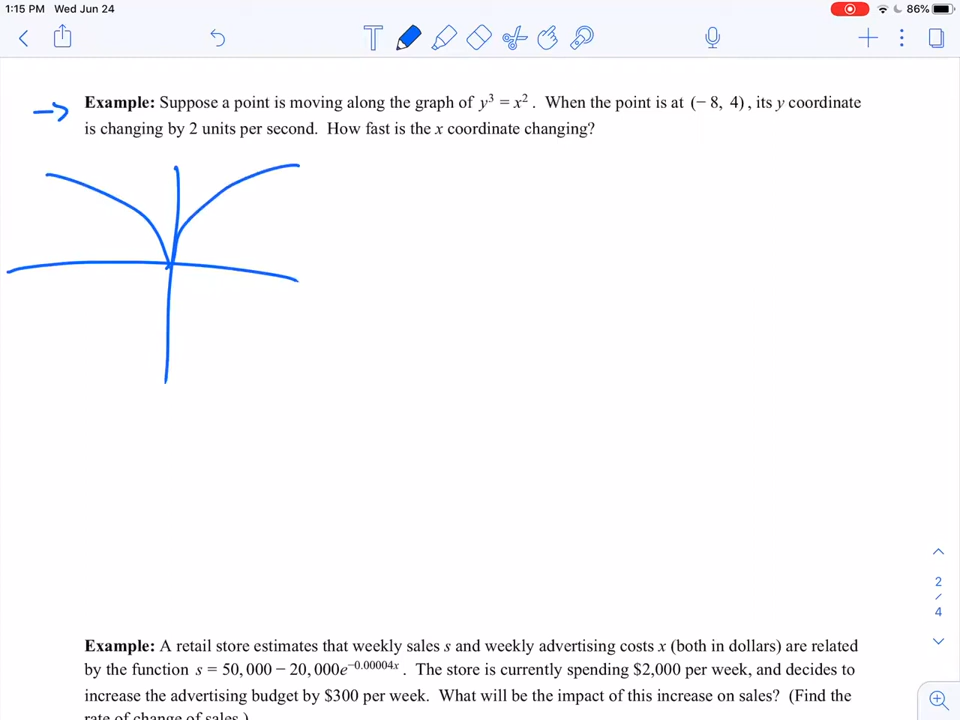 1:15 PM Wed Jun 24
86%
Example: Suppose a point is moving along the graph of y³ = x² . When the point is at (− 8, 4) , its y coordinate
is changing by 2 units per second. How fast is the x coordinate changing?
2
/
4
Example: A retail store estimates that weekly sales s and weekly advertising costs x (both in dollars) are related
by the function s = 50,000 − 20,000e^−0.00004x . The store is currently spending $2,000 per week, and decides to
increase the advertising budget by $300 per week. What will be the impact of this increase on sales? (Find the
rate of change of sales.)